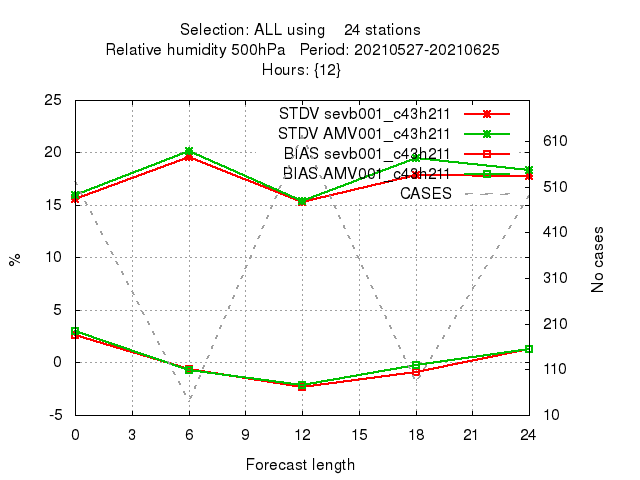 Selection: ALL using    24 stations
Relative humidity 500hPa   Period: 20210527-20210625
Hours: {12}
25
20
15
10
5
0
-5
%
STDV sevb001_c43h211
STDV AMV001_c43h211
BIAS sevb001_c43h211
BIAS AMV001_c43h211
CASES
610
510
410
310
210
110
10
No cases
0 3 6 9 12 15 18 21 24
Forecast length